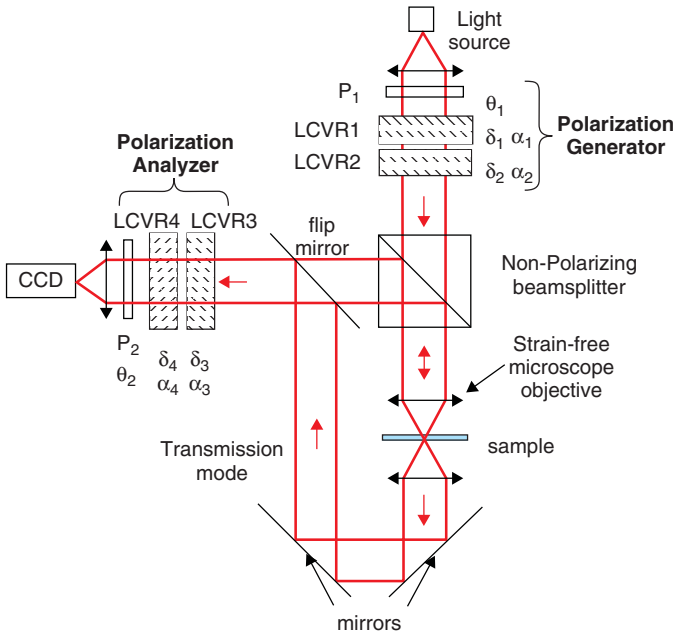 Light
source
P1
θ1
LCVR1
δ1 α1
LCVR2
δ2 α2
Polarization
Generator
Polarization
Analyzer
LCVR4
LCVR3
flip
mirror
CCD
Non-Polarizing
beamsplitter
P2
θ2
δ4
α4
δ3
α3
Strain-free
microscope
objective
sample
Transmission
mode
mirrors